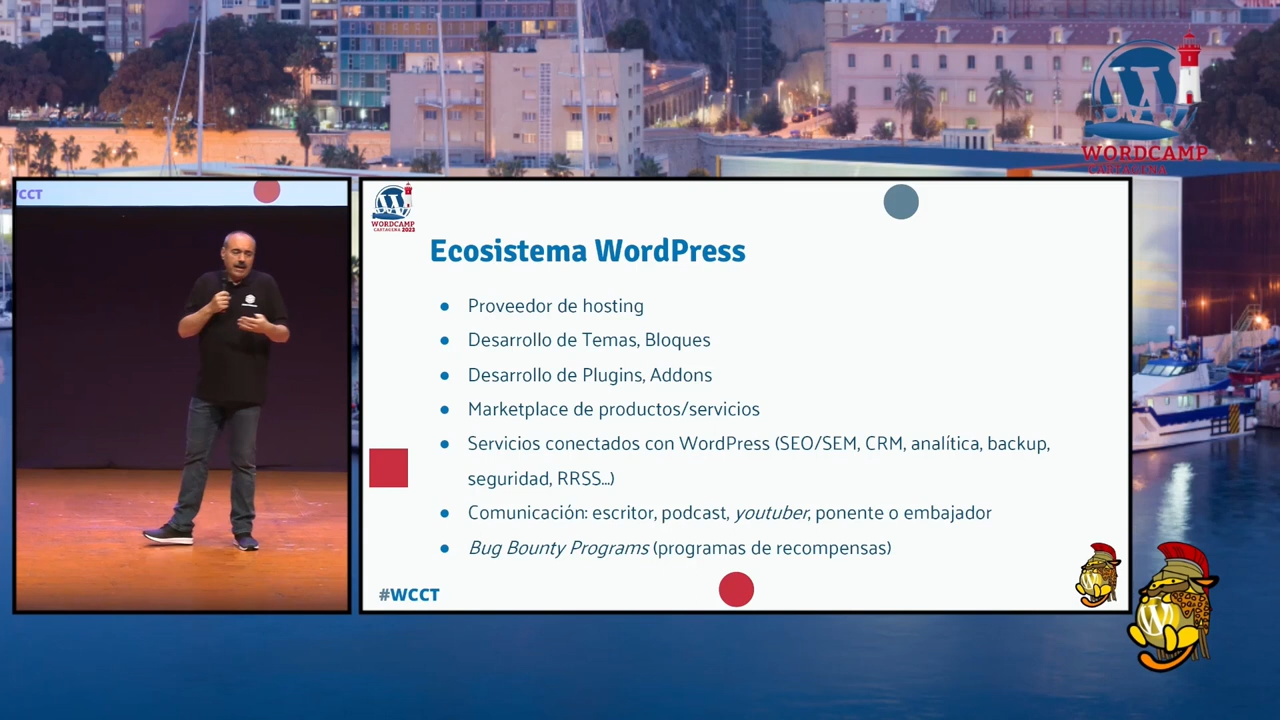 WORDCAMP
CARTAGENA
CCT
WORDCAMP
CARTAGENA 2023
Ecosistema WordPress
● Proveedor de hosting
● Desarrollo de Temas, Bloques
● Desarrollo de Plugins, Addons
● Marketplace de productos/servicios
● Servicios conectados con WordPress (SEO/SEM, CRM, analítica, backup,
seguridad, RRSS...)
● Comunicación: escritor, podcast, youtuber, ponente o embajador
● Bug Bounty Programs (programas de recompensas)
#WCCT